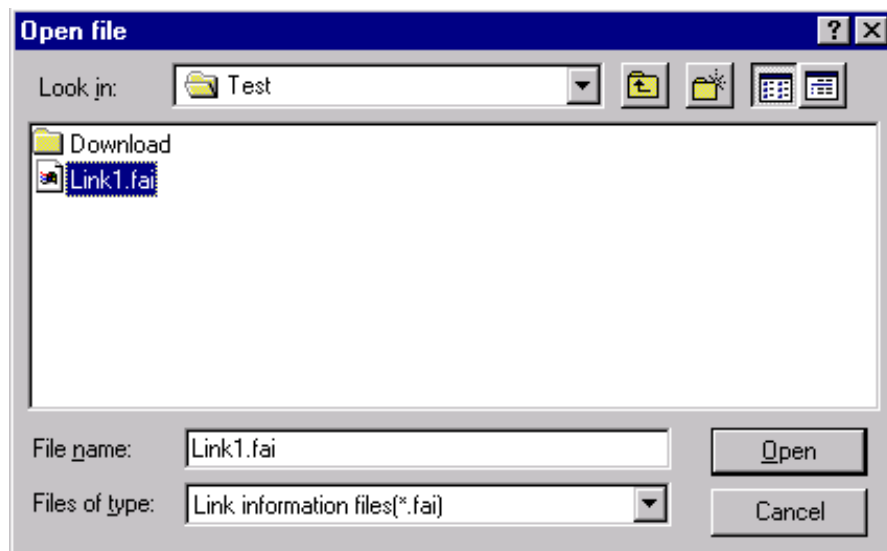 Open file
Look in: Test
Download
Link1.fai
File name: Link1.fai Open
Files of type: Link information files(*.fai) Cancel